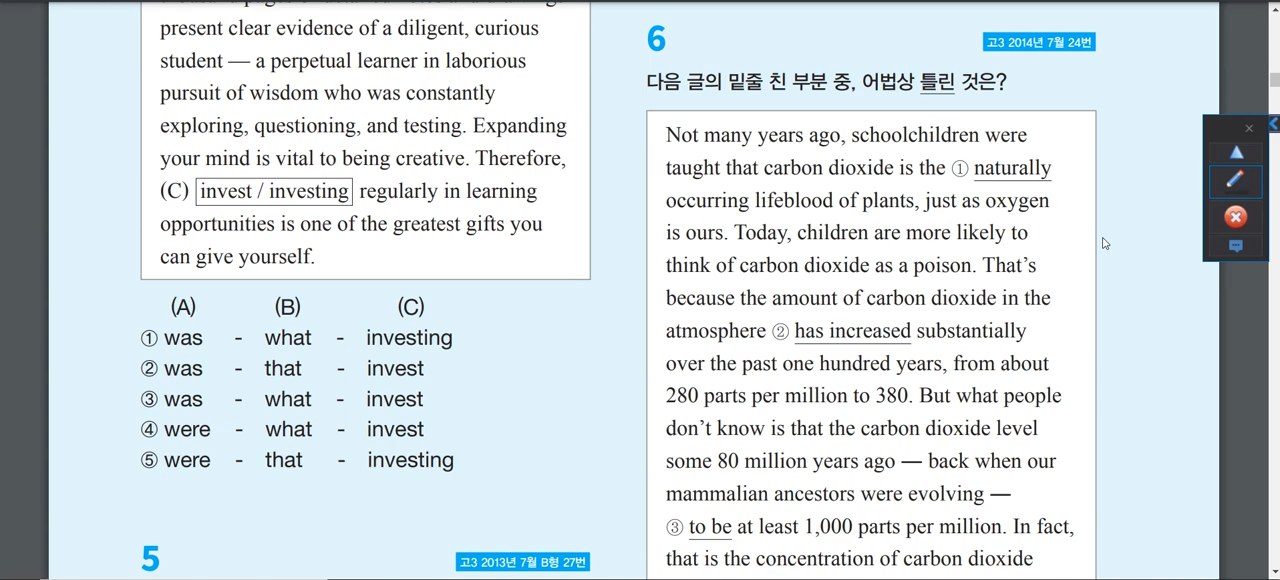 present clear evidence of a diligent, curious
student — a perpetual learner in laborious
pursuit of wisdom who was constantly
exploring, questioning, and testing. Expanding
your mind is vital to being creative. Therefore,
(C) invest / investing regularly in learning
opportunities is one of the greatest gifts you
can give yourself.
(A) (B) (C)
① was - what - investing
② was - that - invest
③ was - what - invest
④ were - what - invest
⑤ were - that - investing
5 고3 2013년 7월 B형 27번
6 고3 2014년 7월 24번
다음 글의 밑줄 친 부분 중, 어법상 틀린 것은?
Not many years ago, schoolchildren were
taught that carbon dioxide is the ① naturally
occurring lifeblood of plants, just as oxygen
is ours. Today, children are more likely to
think of carbon dioxide as a poison. That’s
because the amount of carbon dioxide in the
atmosphere ② has increased substantially
over the past one hundred years, from about
280 parts per million to 380. But what people
don’t know is that the carbon dioxide level
some 80 million years ago — back when our
mammalian ancestors were evolving —
③ to be at least 1,000 parts per million. In fact,
that is the concentration of carbon dioxide